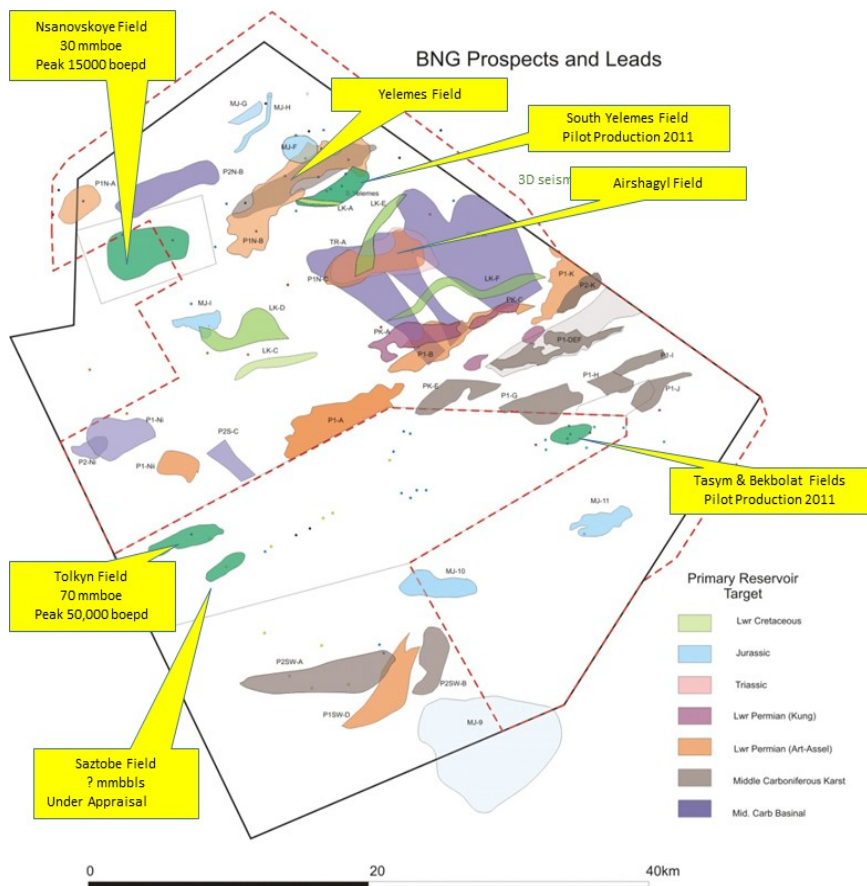 Nsanovskoye Field
30 mmboe
Peak 15000 boepd
BNG Prospects and Leads
Yelemes Field
South Yelemes Field
Pilot Production 2011
3D seism
Airshagyl Field
MJ-G
MJ-H
MJ-F
P2N-B
P1N-A
S.Yelemes
LK-A
LK-E
P1N-B
TR-A
P1N-C
LK-F
P1-K
P2-K
MJ-I
LK-D
PK-C
PK-A
P1-B
P1-DEF
LK-C
PK-E
P1-G
P1-H
P1-I
P1-J
P1-A
P1-Ni
P2-Ni
P1-Nii
P2S-C
Tasym & Bekbolat Fields
Pilot Production 2011
MJ-11
Tolkyn Field
70 mmboe
Peak 50,000 boepd
MJ-10
P2SW-A
P2SW-B
P1SW-D
MJ-9
Saztobe Field
? mmbbls
Under Appraisal
Primary Reservoir
Target
Lwr Cretaceous
Jurassic
Triassic
Lwr Permian (Kung)
Lwr Permian (Art-Assel)
Middle Carboniferous Karst
Mid. Carb Basinal
0
20
40km